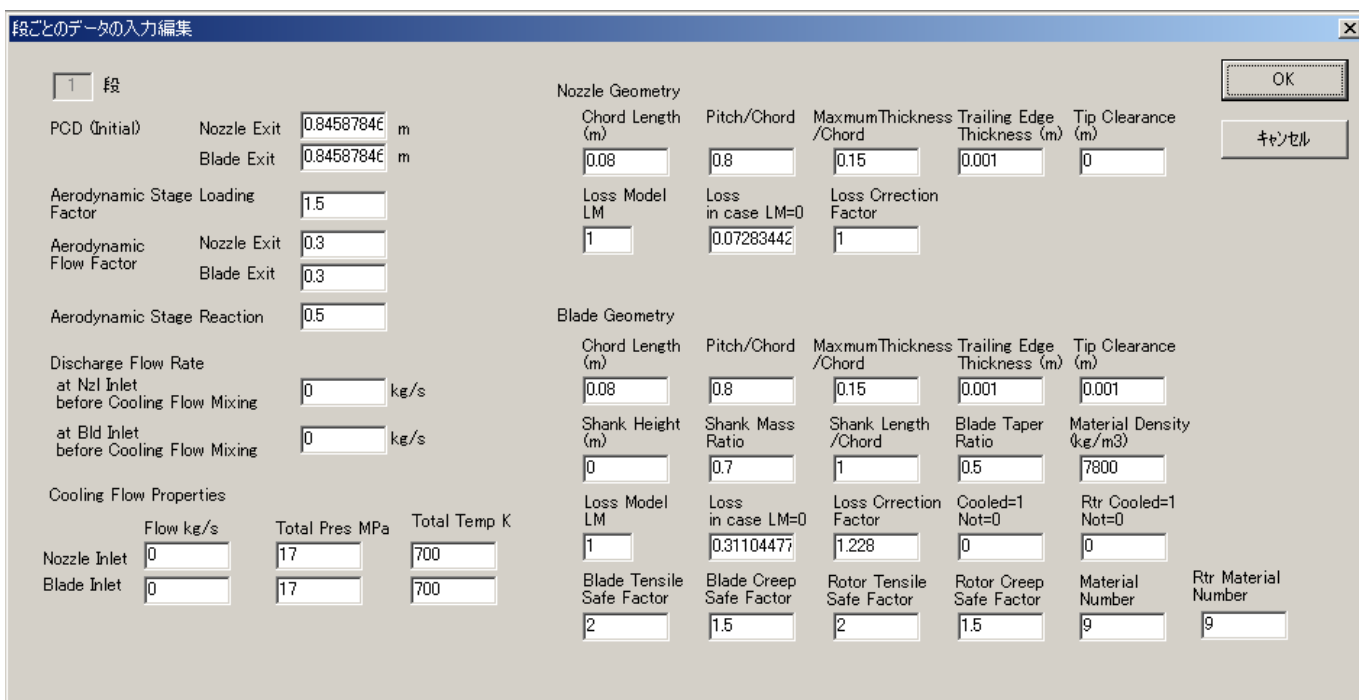 段ごとのデータの入力編集
1 段
PCD (Initial) Nozzle Exit 0.84587846 m
Blade Exit 0.84587846 m
Aerodynamic Stage Loading
Factor 1.5
Aerodynamic
Flow Factor
Nozzle Exit 0.3
Blade Exit 0.3
Aerodynamic Stage Reaction 0.5
Discharge Flow Rate
at Nzl Inlet
before Cooling Flow Mixing 0 kg/s
at Bld Inlet
before Cooling Flow Mixing 0 kg/s
Cooling Flow Properties
Flow kg/s Total Pres MPa Total Temp K
Nozzle Inlet 0 17 700
Blade Inlet 0 17 700
Nozzle Geometry
Chord Length Pitch/Chord MaxmumThickness Trailing Edge Tip Clearance
(m) /Chord Thickness (m) (m)
0.08 0.8 0.15 0.001 0
Loss Model Loss Loss Crrection
LM in case LM=0 Factor
1 0.07283442 1
Blade Geometry
Chord Length Pitch/Chord MaxmumThickness Trailing Edge Tip Clearance
(m) /Chord Thickness (m) (m)
0.08 0.8 0.15 0.001 0.001
Shank Height Shank Mass Shank Length Blade Taper Material Density
(m) Ratio /Chord Ratio (kg/m3)
0 0.7 1 0.5 7800
Loss Model Loss Loss Crrection Cooled=1 Rtr Cooled=1
LM in case LM=0 Factor Not=0 Not=0
1 0.31104477 1.228 0 0
Blade Tensile Blade Creep Rotor Tensile Rotor Creep Material Rtr Material
Safe Factor Safe Factor Safe Factor Safe Factor Number Number
2 1.5 2 1.5 9 9
OK
キャンセル